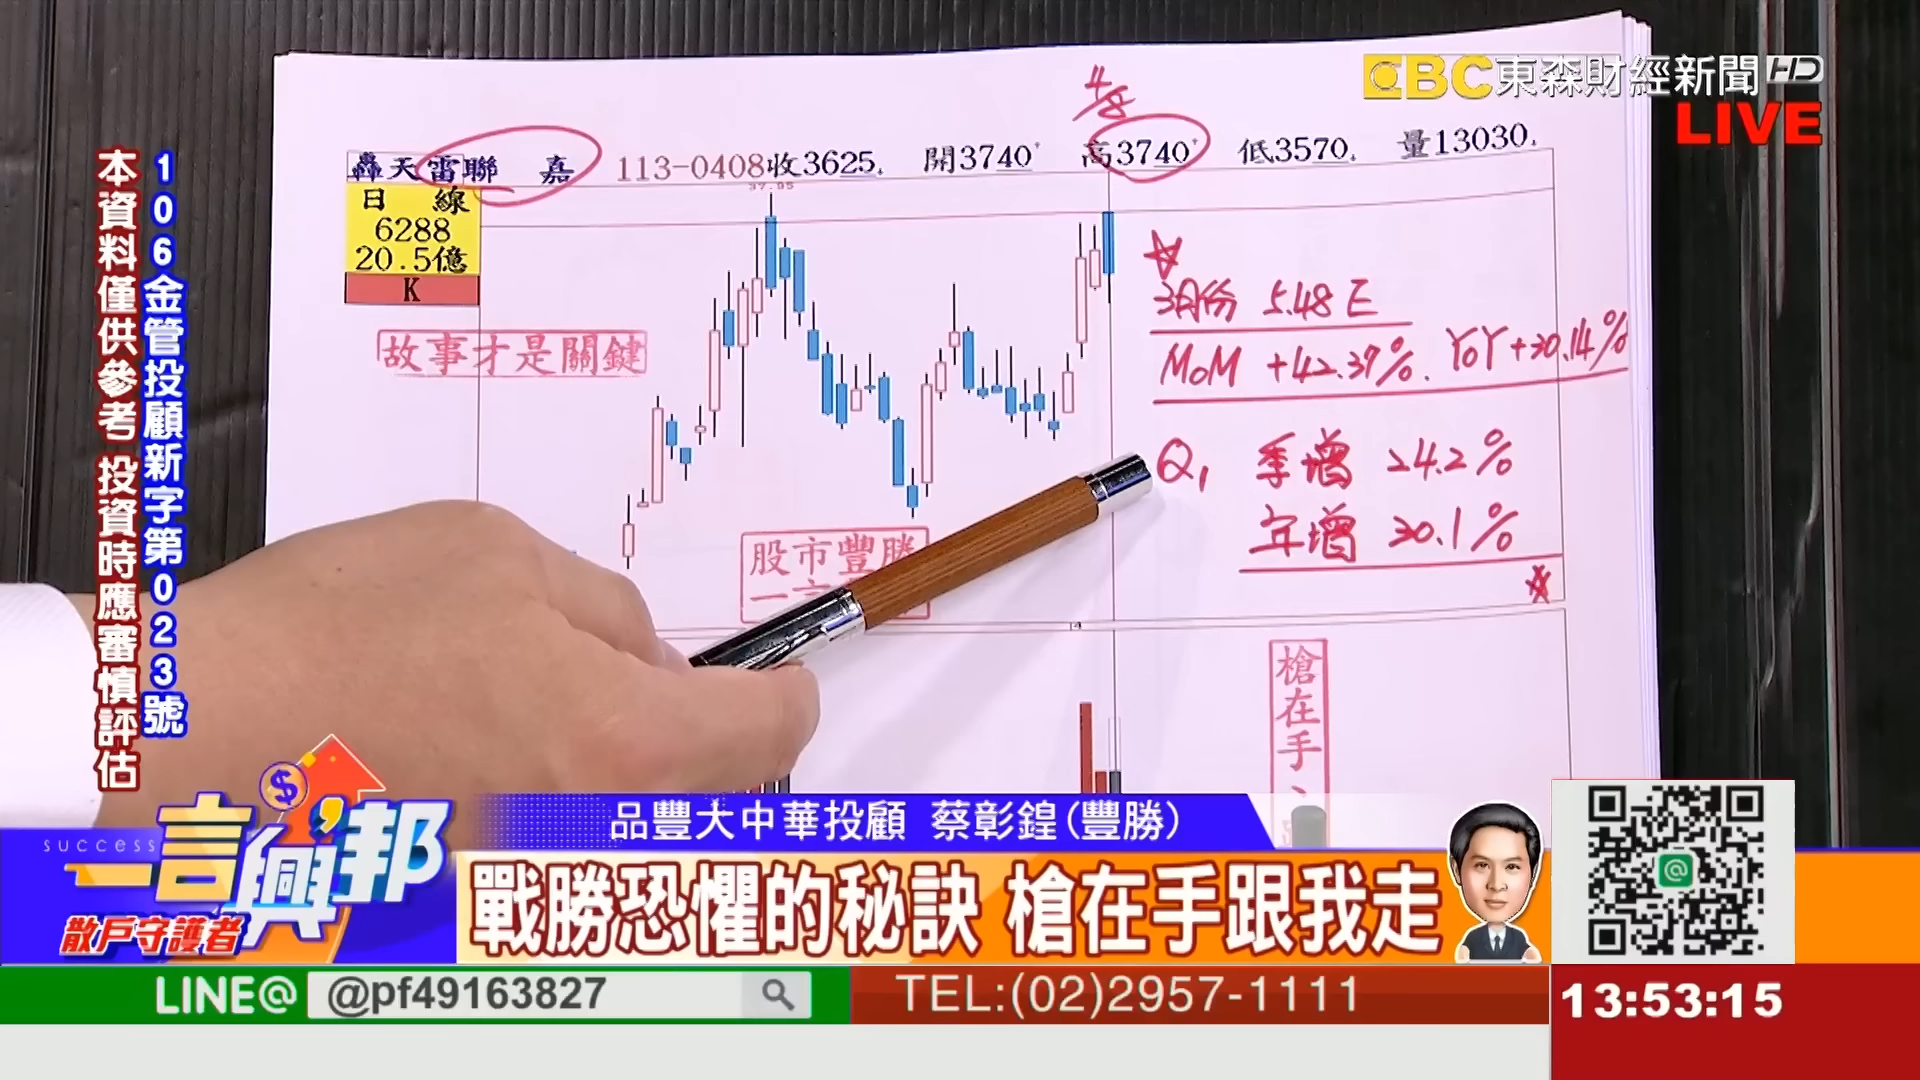 EBC東森財經新聞HD
LIVE
4/8
轟天雷聯 嘉 113-0408收3625 開3740 高3740 低3570 量13030
37.95
日 線
6288
20.5億
K
故事才是關鍵
3月份 5.48 E
MoM +42.37% . YoY +30.14%
Q1 季增 24.2%
年增 30.1%
股市豐勝
槍在手
106金管投顧新字第023號
本資料僅供參考 投資時應審慎評估
success
一言興邦
散戶守護者
品豐大中華投顧 蔡彰鍠(豐勝)
戰勝恐懼的秘訣 槍在手跟我走
LINE@ @pf49163827
TEL:(02)2957-1111
13:53:15